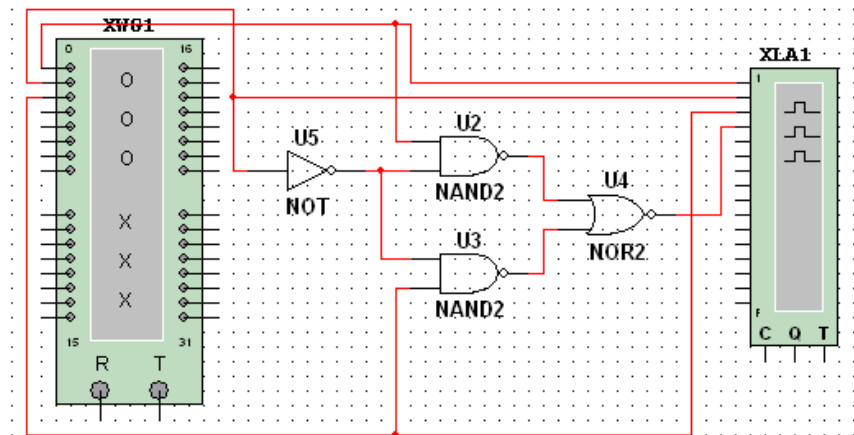 XWG1
0 16
O
O
O
X
X
X
15 31
R T
U5
NOT
U2
NAND2
U3
NAND2
U4
NOR2
XLA1
1
F
C Q T